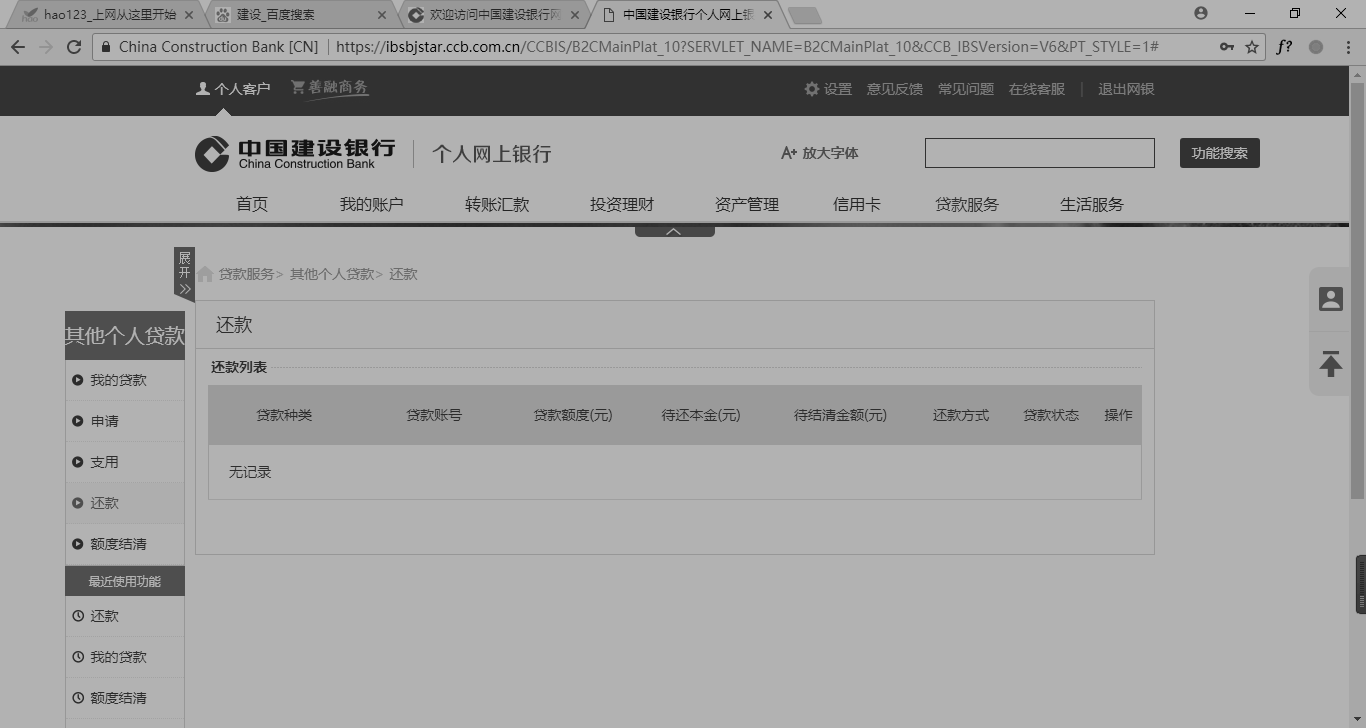 hao123_上网从这里开始
建设_百度搜索
欢迎访问中国建设银行网
中国建设银行个人网上银
China Construction Bank [CN]
https://ibsbjstar.ccb.com.cn/CCBIS/B2CMainPlat_10?SERVLET_NAME=B2CMainPlat_10&CCB_IBSVersion=V6&PT_STYLE=1#
f?
个人客户
善融商务
设置
意见反馈
常见问题
在线客服
退出网银
中国建设银行
China Construction Bank
个人网上银行
A+ 放大字体
功能搜索
首页
我的账户
转账汇款
投资理财
资产管理
信用卡
贷款服务
生活服务
展开
贷款服务> 其他个人贷款> 还款
其他个人贷款
我的贷款
申请
支用
还款
额度结清
最近使用功能
还款
我的贷款
额度结清
还款
还款列表
贷款种类
贷款账号
贷款额度(元)
待还本金(元)
待结清金额(元)
还款方式
贷款状态
操作
无记录